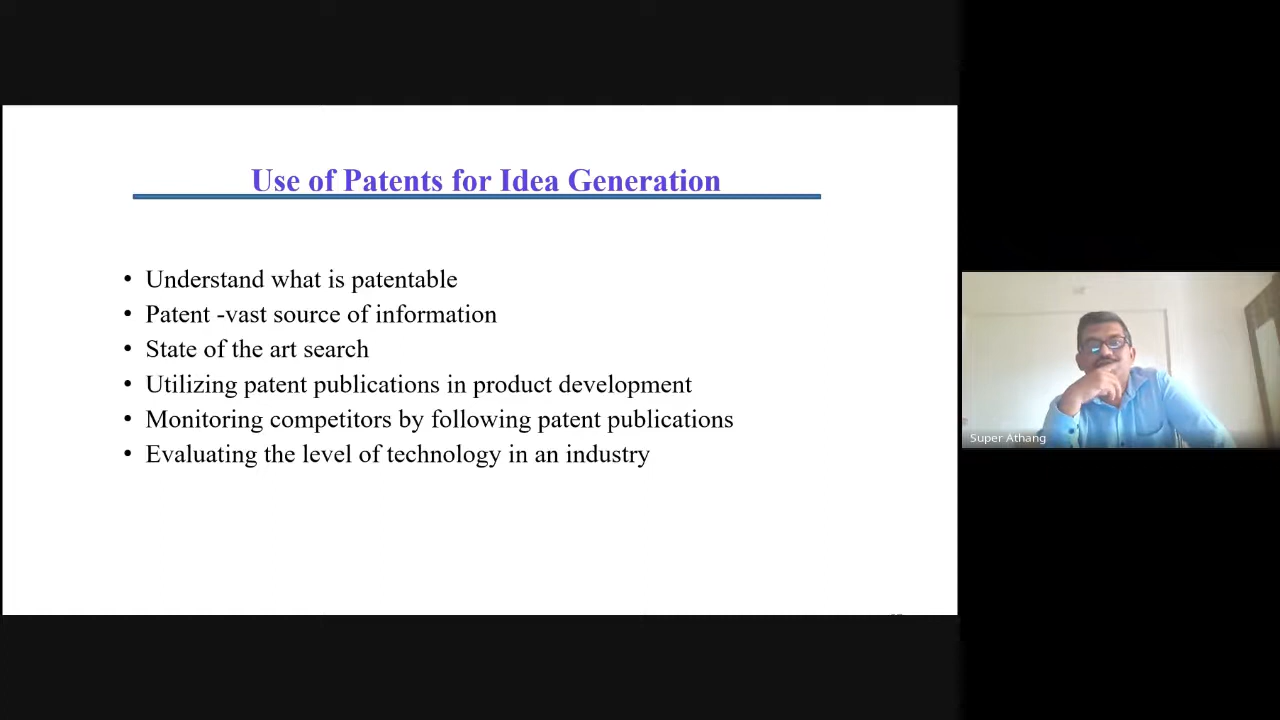 Use of Patents for Idea Generation
• Understand what is patentable
• Patent -vast source of information
• State of the art search
• Utilizing patent publications in product development
• Monitoring competitors by following patent publications
• Evaluating the level of technology in an industry
Super Athang